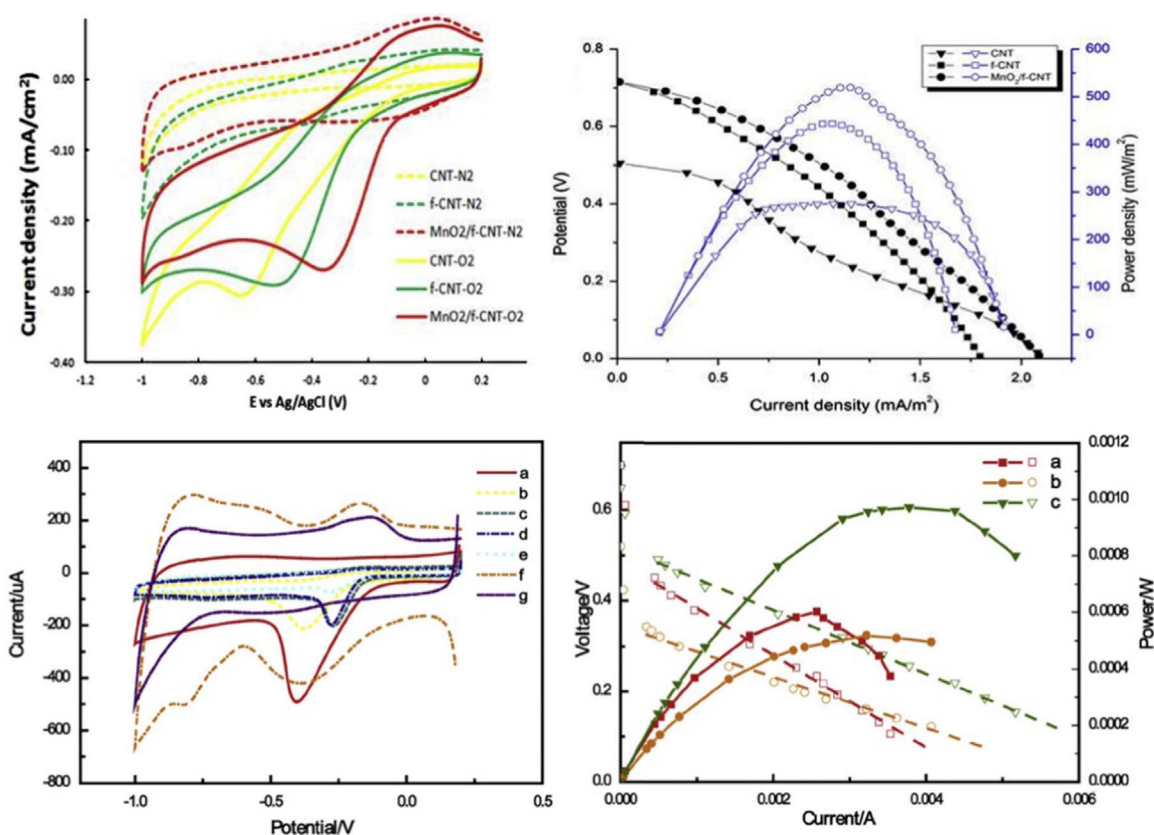 Current density (mA/cm²)
0.00
-0.10
-0.20
-0.30
-0.40
-1.2
-1
-0.8
-0.6
-0.4
-0.2
0
0.2
0.4
E vs Ag/AgCl (V)
CNT-N2
f-CNT-N2
MnO2/f-CNT-N2
CNT-O2
f-CNT-O2
MnO2/f-CNT-O2
Potential (V)
0.8
0.6
0.4
0.2
0.0
0.0
0.5
1.0
1.5
2.0
Current density (mA/m²)
CNT
f-CNT
MnO₂/f-CNT
600
500
400
300
200
100
0
Power density (mW/m²)
Current/uA
400
200
0
-200
-400
-600
-800
-1.0
-0.5
0.0
0.5
Potential/V
a
b
c
d
e
f
g
Voltage/V
0.6
0.4
0.2
0.0
0.000
0.002
0.004
0.006
Current/A
a
b
c
0.0012
0.0010
0.0008
0.0006
0.0004
0.0002
0.0000
Power/W